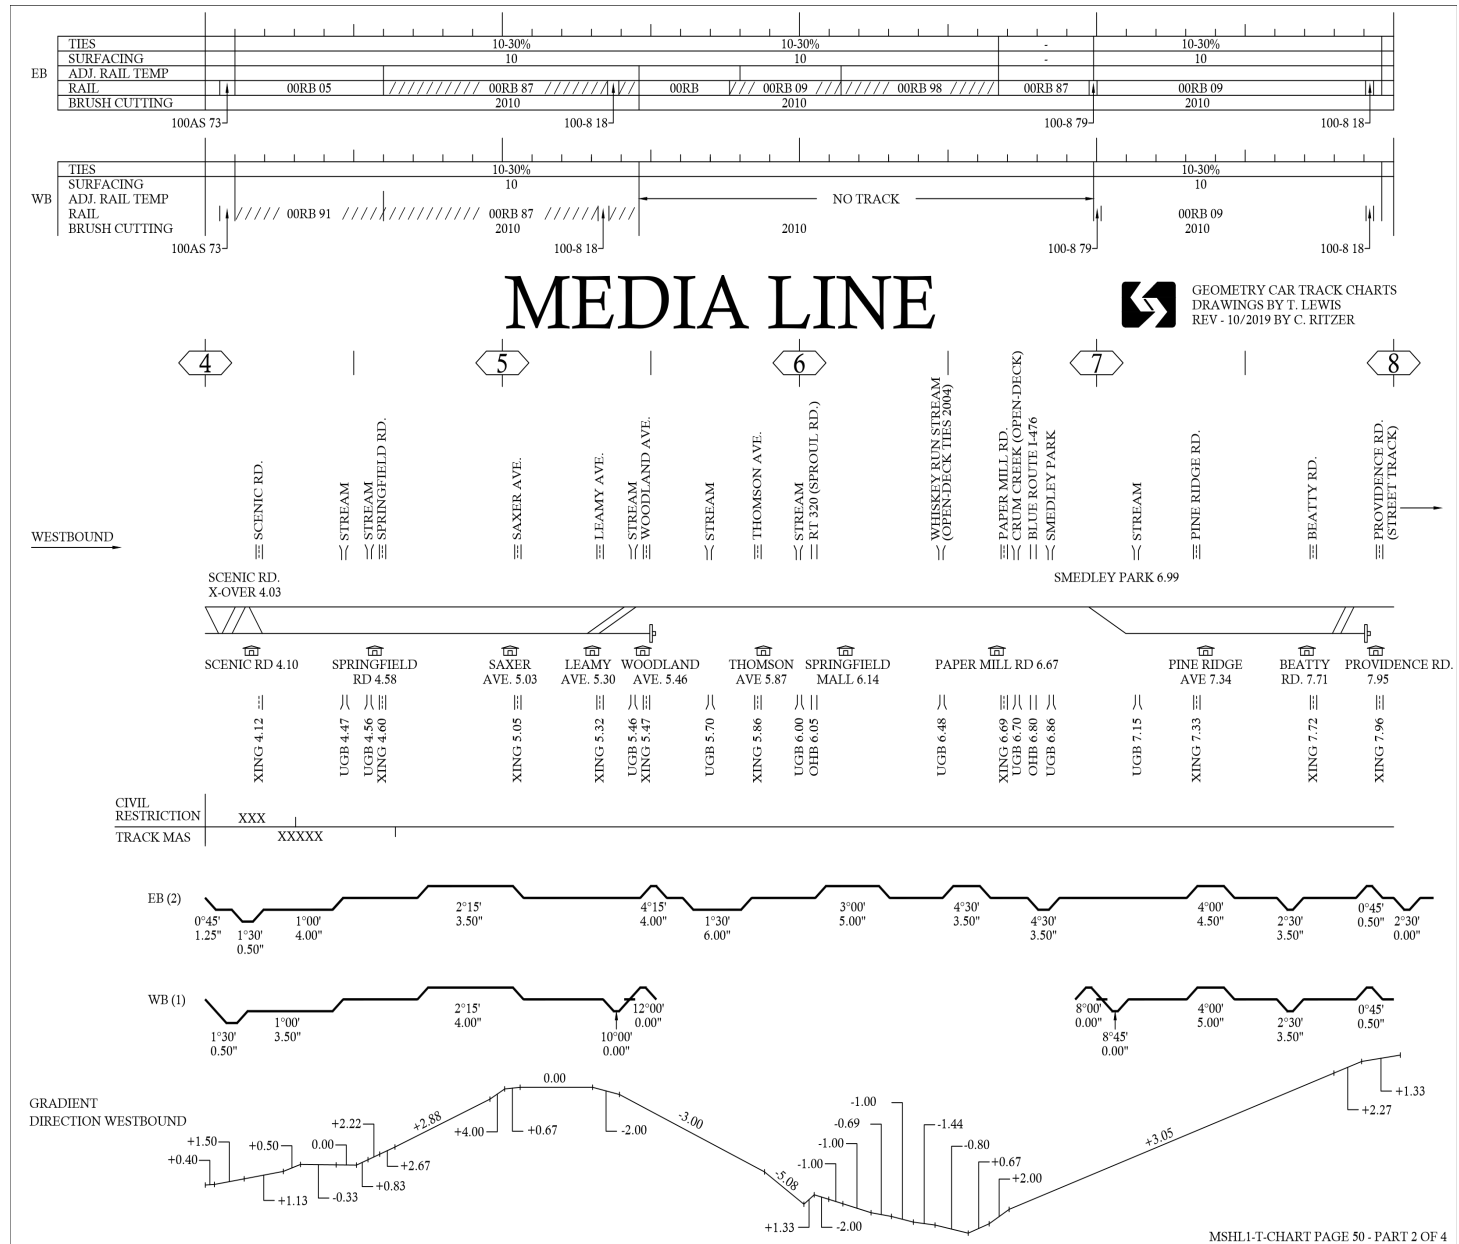 TIES 10-30% 10-30% - 10-30%
SURFACING 10 10 - 10
EB ADJ. RAIL TEMP
RAIL 00RB 05 00RB 87 00RB 00RB 09 00RB 98 00RB 87 00RB 09
BRUSH CUTTING 2010 2010 2010
100AS 73 100-8 18 100-8 79 100-8 18
TIES 10-30% 10-30%
SURFACING 10 10
WB ADJ. RAIL TEMP NO TRACK
RAIL 00RB 91 00RB 87 00RB 09
BRUSH CUTTING 2010 2010 2010
100AS 73 100-8 18 100-8 79 100-8 18
MEDIA LINE
GEOMETRY CAR TRACK CHARTS
DRAWINGS BY T. LEWIS
REV - 10/2019 BY C. RITZER
4 5 6 7 8
SCENIC RD.
STREAM
STREAM
SPRINGFIELD RD.
SAXER AVE.
LEAMY AVE.
STREAM
WOODLAND AVE.
STREAM
THOMSON AVE.
STREAM
RT 320 (SPROUL RD.)
WHISKEY RUN STREAM
(OPEN-DECK TIES 2004)
PAPER MILL RD.
CRUM CREEK (OPEN-DECK)
BLUE ROUTE I-476
SMEDLEY PARK
STREAM
PINE RIDGE RD.
BEATTY RD.
PROVIDENCE RD.
(STREET TRACK)
WESTBOUND
SCENIC RD.
X-OVER 4.03
SMEDLEY PARK 6.99
SCENIC RD 4.10
SPRINGFIELD
RD 4.58
SAXER
AVE. 5.03
LEAMY
AVE. 5.30
WOODLAND
AVE. 5.46
THOMSON
AVE 5.87
SPRINGFIELD
MALL 6.14
PAPER MILL RD 6.67
PINE RIDGE
AVE 7.34
BEATTY
RD. 7.71
PROVIDENCE RD.
7.95
XING 4.12
UGB 4.47
UGB 4.56
XING 4.60
XING 5.05
XING 5.32
UGB 5.46
XING 5.47
UGB 5.70
XING 5.86
UGB 6.00
OHB 6.05
UGB 6.48
XING 6.69
UGB 6.70
OHB 6.80
UGB 6.86
UGB 7.15
XING 7.33
XING 7.72
XING 7.96
CIVIL
RESTRICTION XXX
TRACK MAS XXXXX
EB (2)
0°45'
1.25"
1°30'
0.50"
1°00'
4.00"
2°15'
3.50"
4°15'
4.00"
1°30'
6.00"
3°00'
5.00"
4°30'
3.50"
4°30'
3.50"
4°00'
4.50"
2°30'
3.50"
0°45'
0.50"
2°30'
0.00"
WB (1)
1°30'
0.50"
1°00'
3.50"
2°15'
4.00"
10°00'
0.00"
12°00'
0.00"
8°00'
0.00"
8°45'
0.00"
4°00'
5.00"
2°30'
3.50"
0°45'
0.50"
GRADIENT
DIRECTION WESTBOUND
+0.40
+1.50
+1.13
+0.50
-0.33
0.00
+0.83
+2.22
+2.67
+2.88
+4.00
+0.67
0.00
-2.00
-3.00
-5.08
+1.33
-2.00
-1.00
-1.00
-0.69
-1.00
-1.44
-0.80
+0.67
+2.00
+3.05
+2.27
+1.33
MSHL1-T-CHART PAGE 50 - PART 2 OF 4